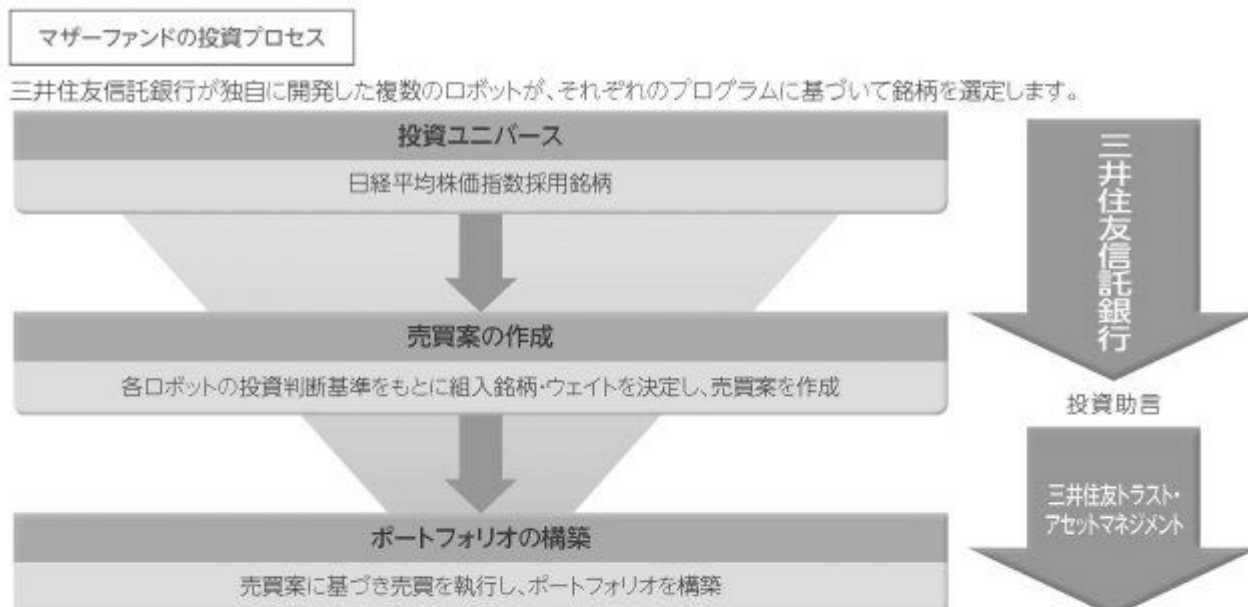 マザーファンドの投資プロセス
三井住友信託銀行が独自に開発した複数のロボットが、それぞれのプログラムに基づいて銘柄を選定します。
投資ユニバース
日経平均株価指数採用銘柄
売買案の作成
各ロボットの投資判断基準をもとに組入銘柄・ウェイトを決定し、売買案を作成
ポートフォリオの構築
売買案に基づき売買を執行し、ポートフォリオを構築
三井住友信託銀行
投資助言
三井住友トラスト・
アセットマネジメント